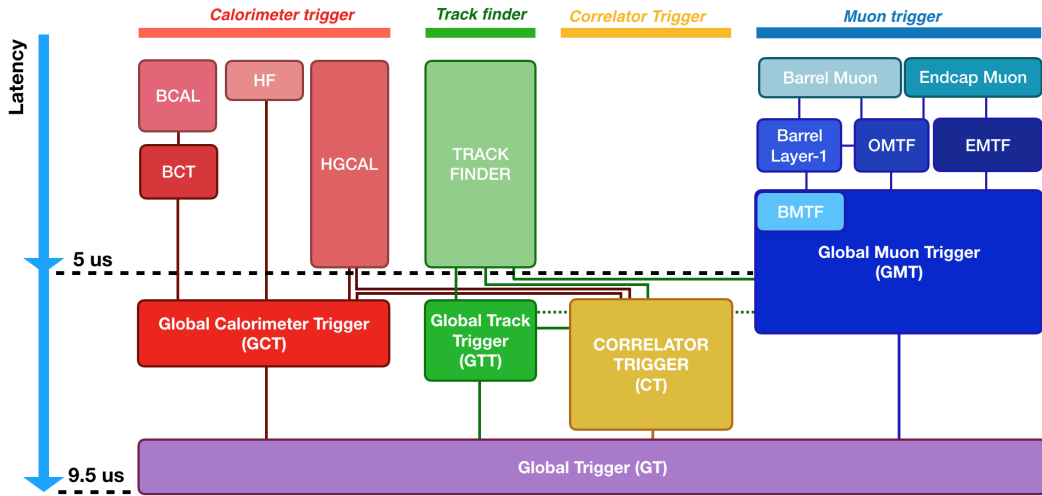 Calorimeter trigger
Track finder
Correlator Trigger
Muon trigger
Latency
BCAL
HF
HGCAL
TRACK
FINDER
Barrel Muon
Endcap Muon
BCT
Barrel
Layer-1
OMTF
EMTF
BMTF
Global Muon Trigger
(GMT)
5 us
Global Calorimeter Trigger
(GCT)
Global Track
Trigger
(GTT)
CORRELATOR
TRIGGER
(CT)
Global Trigger (GT)
9.5 us